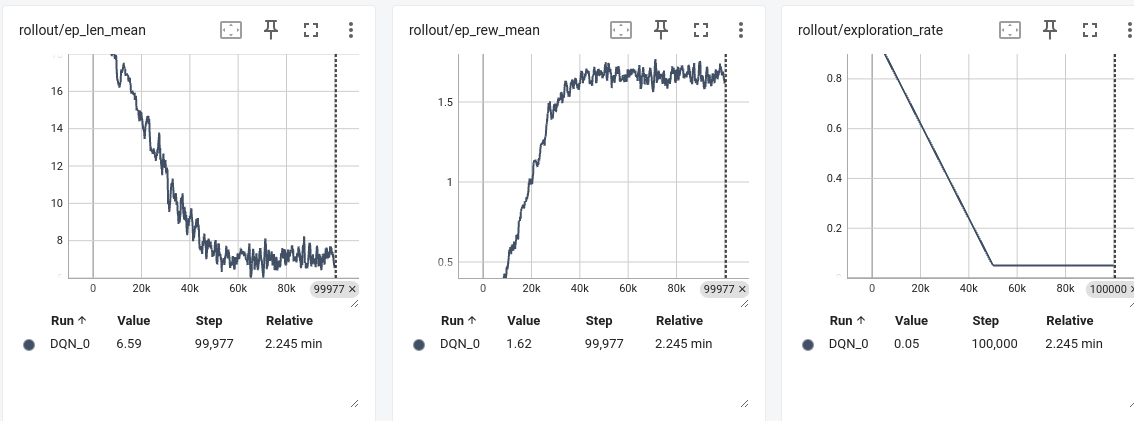 rollout/ep_len_mean
16
14
12
10
8
0 20k 40k 60k 80k 99977 ×
Run ↑ Value Step Relative
DQN_0 6.59 99,977 2.245 min
rollout/ep_rew_mean
1.5
1
0.5
0 20k 40k 60k 80k 99977 ×
Run ↑ Value Step Relative
DQN_0 1.62 99,977 2.245 min
rollout/exploration_rate
0.8
0.6
0.4
0.2
0 20k 40k 60k 80k 100000 ×
Run ↑ Value Step Relative
DQN_0 0.05 100,000 2.245 min